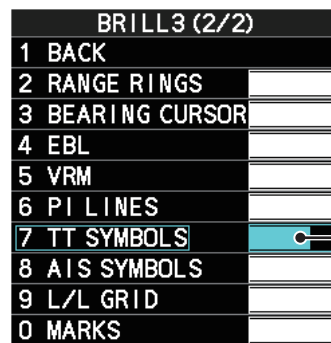 BRILL3 (2/2)
1 BACK
2 RANGE RINGS
3 BEARING CURSOR
4 EBL
5 VRM
6 PI LINES
7 TT SYMBOLS
8 AIS SYMBOLS
9 L/L GRID
0 MARKS